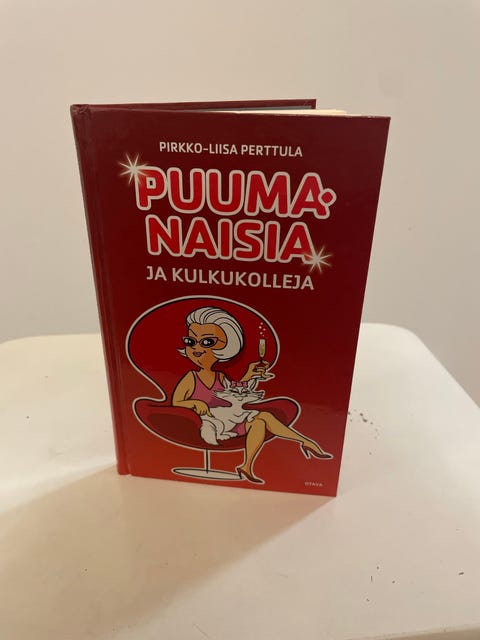 PIRKKO-LIISA PERTTULA
PUUMA-
NAISIA
JA KULKUKOLLEJA
OTAVA